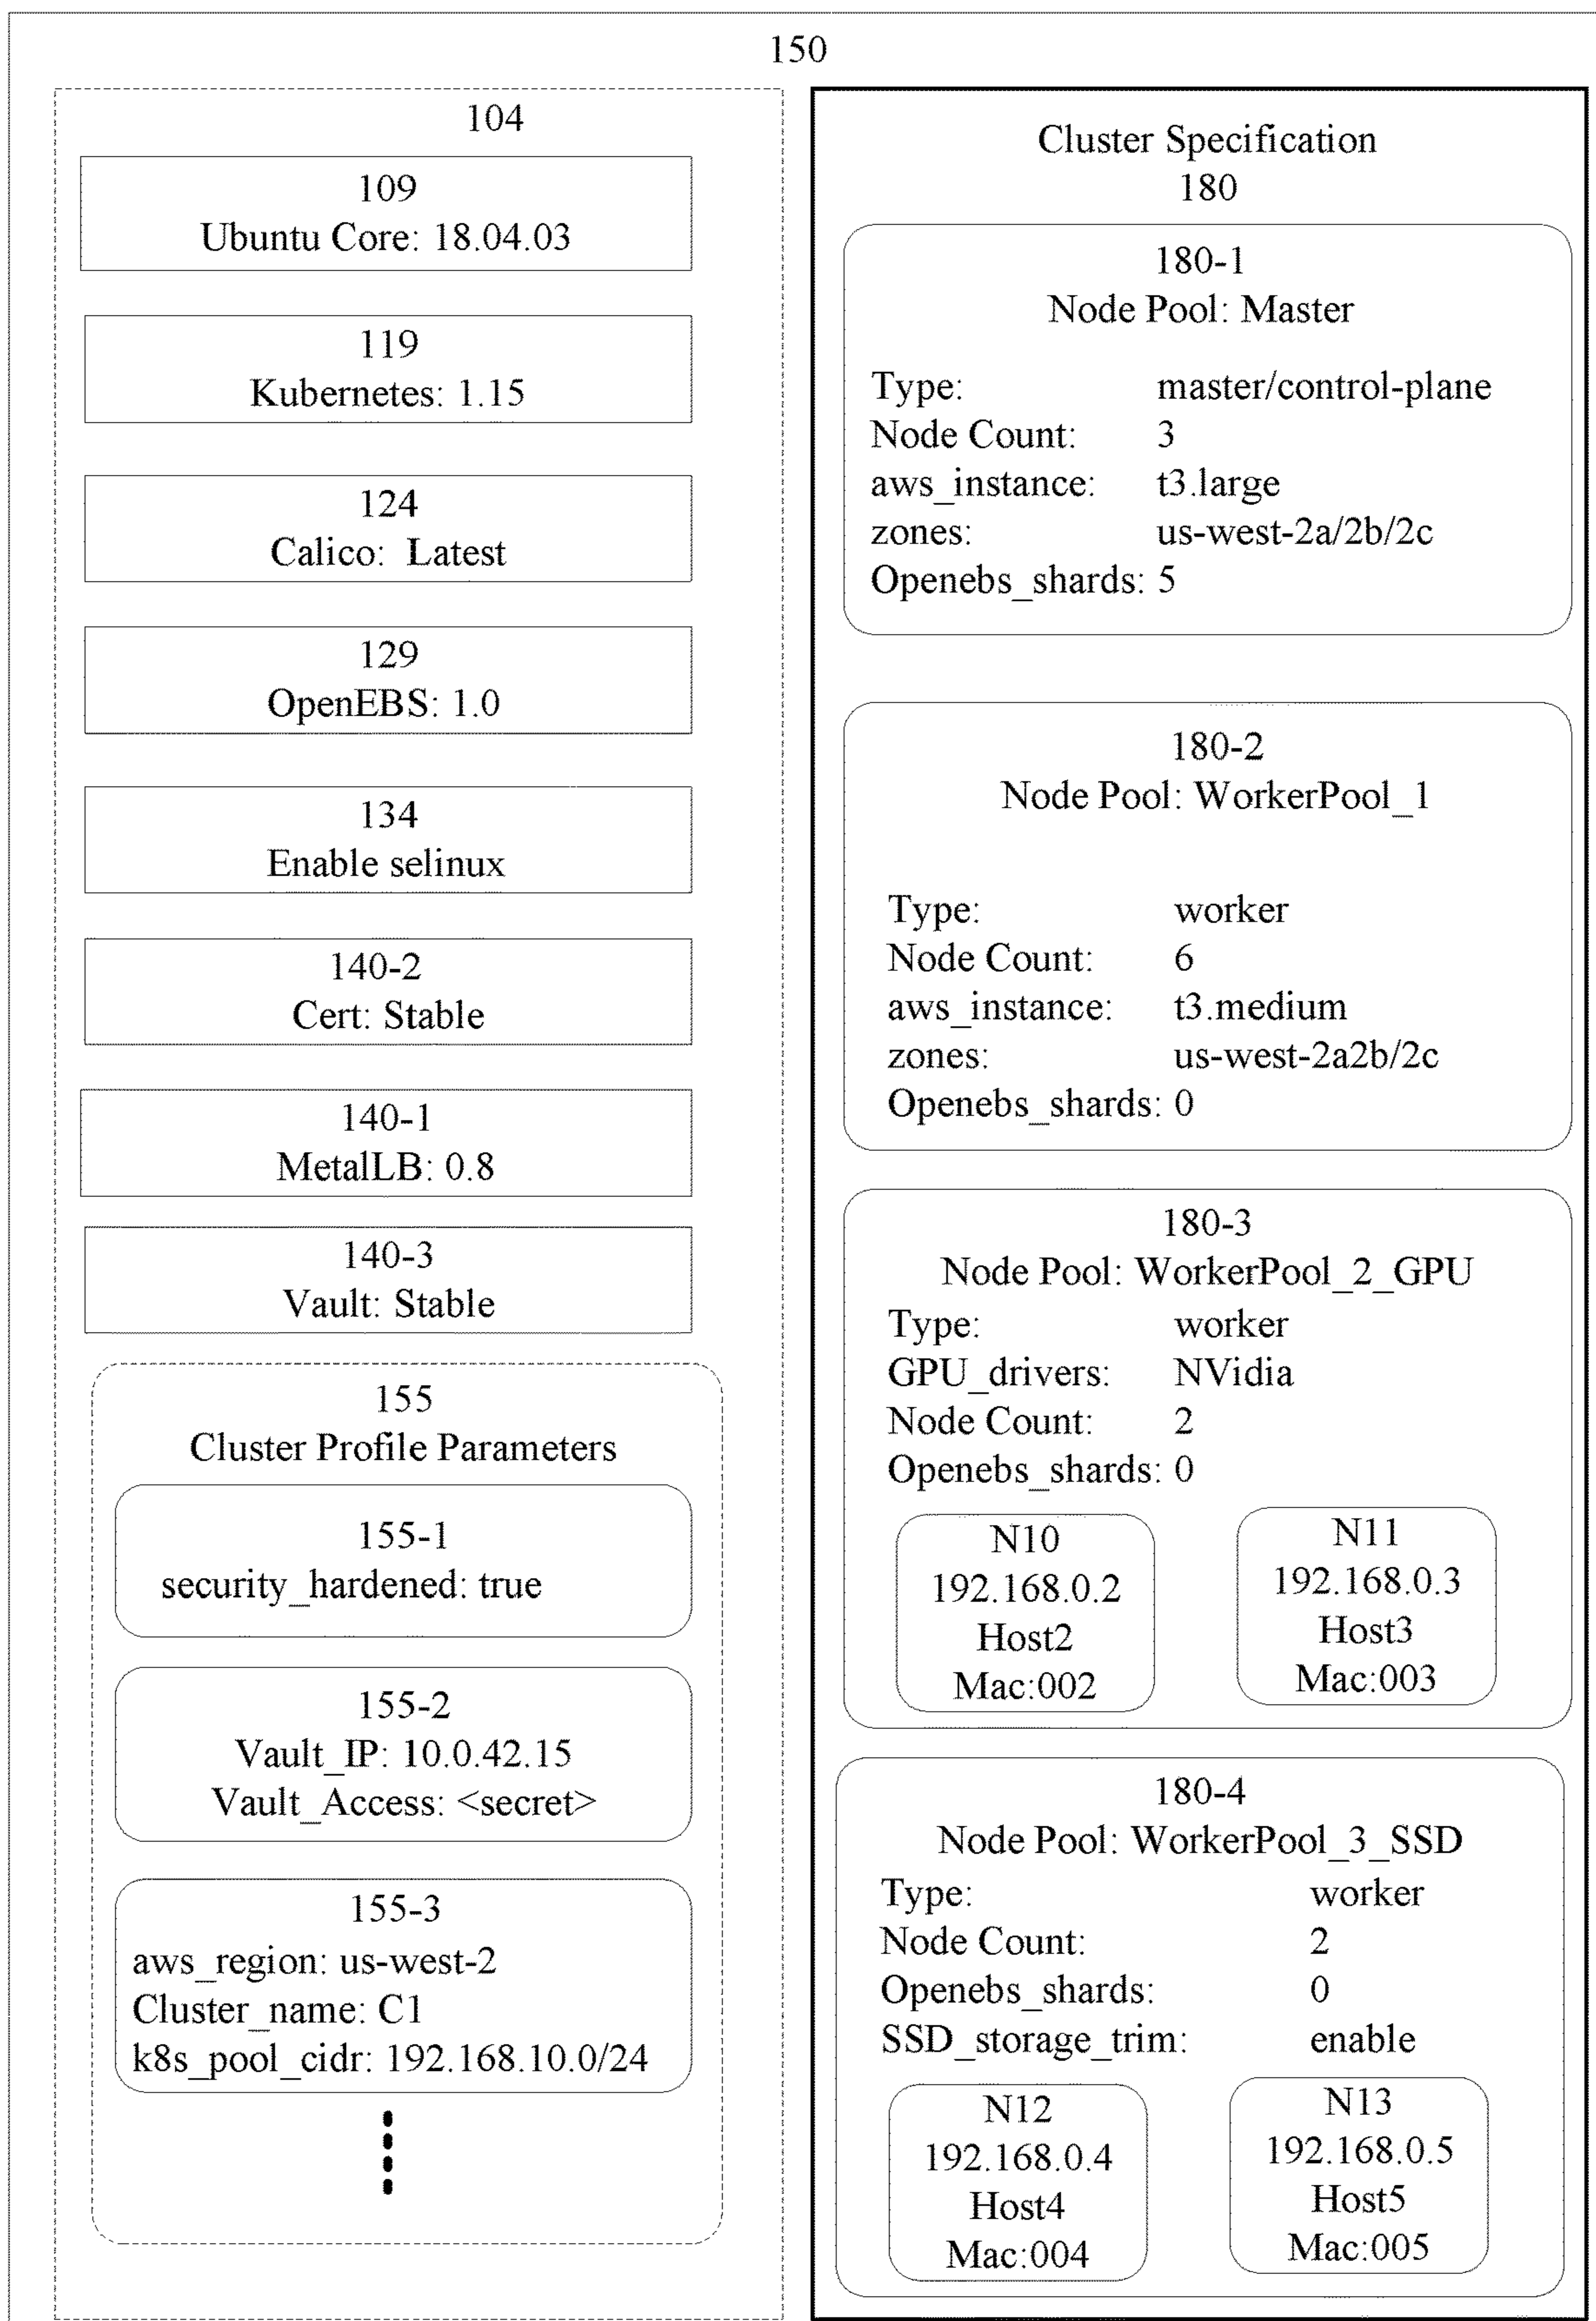 150
104
109
Ubuntu Core: 18.04.03
119
Kubernetes: 1.15
124
Calico: Latest
129
OpenEBS: 1.0
134
Enable selinux
140-2
Cert: Stable
140-1
MetalLB: 0.8
140-3
Vault: Stable
155
Cluster Profile Parameters
155-1
security_hardened: true
155-2
Vault_IP: 10.0.42.15
Vault_Access: <secret>
155-3
aws_region: us-west-2
Cluster_name: C1
k8s_pool_cidr: 192.168.10.0/24
Cluster Specification
180
180-1
Node Pool: Master
Type: master/control-plane
Node Count: 3
aws_instance: t3.large
zones: us-west-2a/2b/2c
Openebs_shards: 5
180-2
Node Pool: WorkerPool_1
Type: worker
Node Count: 6
aws_instance: t3.medium
zones: us-west-2a2b/2c
Openebs_shards: 0
180-3
Node Pool: WorkerPool_2_GPU
Type: worker
GPU_drivers: NVidia
Node Count: 2
Openebs_shards: 0
N10
192.168.0.2
Host2
Mac:002
N11
192.168.0.3
Host3
Mac:003
180-4
Node Pool: WorkerPool_3_SSD
Type: worker
Node Count: 2
Openebs_shards: 0
SSD_storage_trim: enable
N12
192.168.0.4
Host4
Mac:004
N13
192.168.0.5
Host5
Mac:005